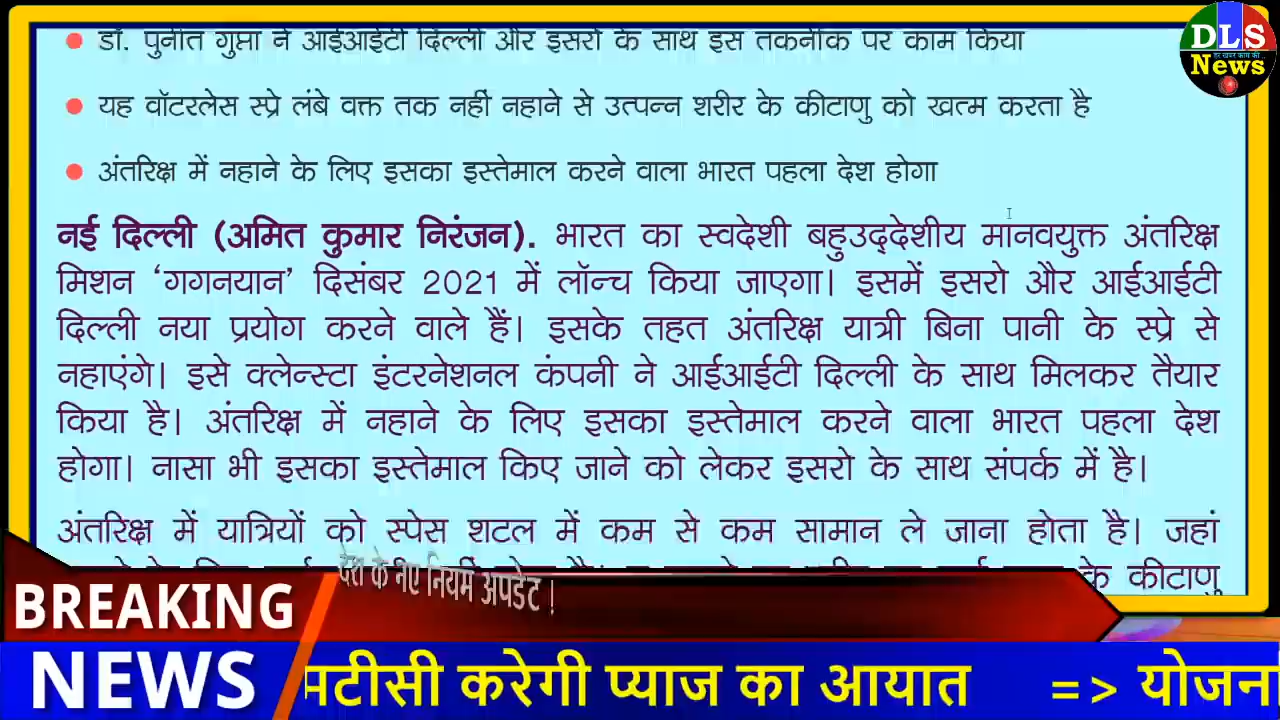 DLS
हर खबर काम की..
News
डॉ. पुनीत गुप्ता ने आईआईटी दिल्ली और इसरो के साथ इस तकनीक पर काम किया
यह वॉटरलेस स्प्रे लंबे वक्त तक नहीं नहाने से उत्पन्न शरीर के कीटाणु को खत्म करता है
अंतरिक्ष में नहाने के लिए इसका इस्तेमाल करने वाला भारत पहला देश होगा
नई दिल्ली (अमित कुमार निरंजन). भारत का स्वदेशी बहुउद्देशीय मानवयुक्त अंतरिक्ष
मिशन ‘गगनयान’ दिसंबर 2021 में लॉन्च किया जाएगा। इसमें इसरो और आईआईटी
दिल्ली नया प्रयोग करने वाले हैं। इसके तहत अंतरिक्ष यात्री बिना पानी के स्प्रे से
नहाएंगे। इसे क्लेन्स्टा इंटरनेशनल कंपनी ने आईआईटी दिल्ली के साथ मिलकर तैयार
किया है। अंतरिक्ष में नहाने के लिए इसका इस्तेमाल करने वाला भारत पहला देश
होगा। नासा भी इसका इस्तेमाल किए जाने को लेकर इसरो के साथ संपर्क में है।
अंतरिक्ष में यात्रियों को स्पेस शटल में कम से कम सामान ले जाना होता है। जहां
के कीटाणु
देश के नए नियम अपडेट !
BREAKING
NEWS
मटीसी करेगी प्याज का आयात => योजना